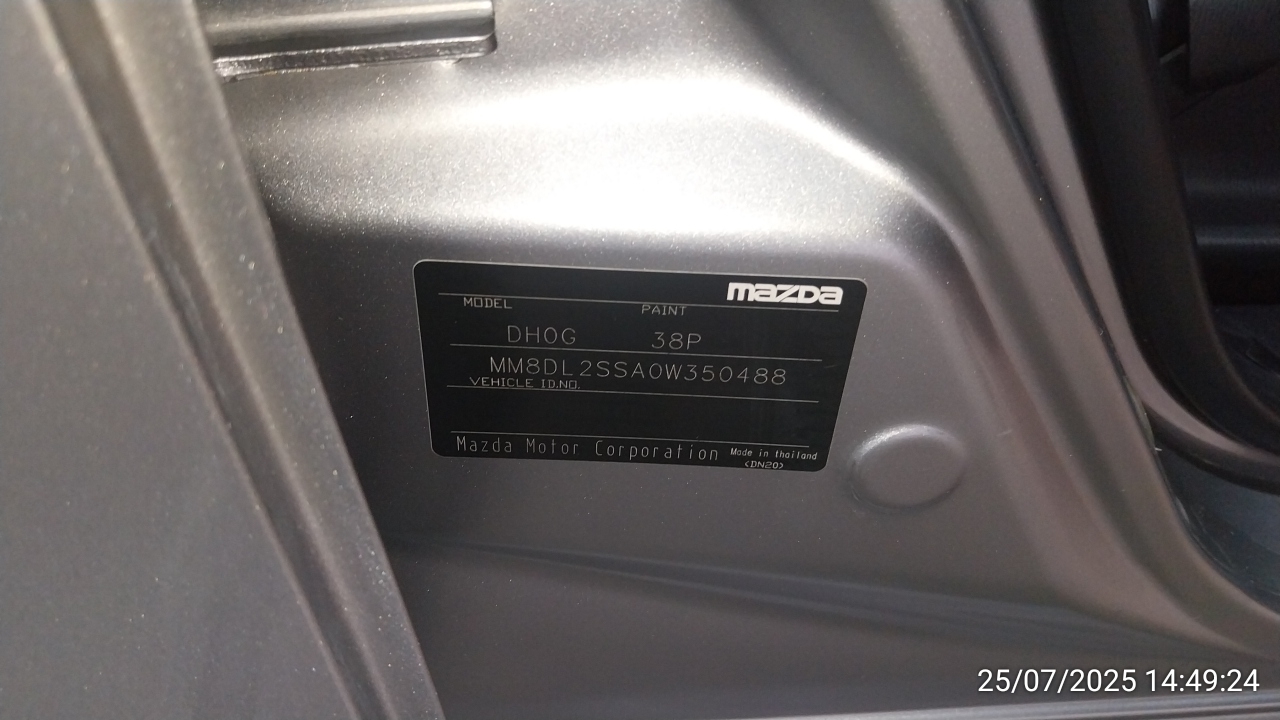 mazda
MODEL PAINT
DH0G 38P
MM8DL2SSA0W350488
VEHICLE ID.NO.
Mazda Motor Corporation Made in thailand
<DN20>
25/07/2025 14:49:24